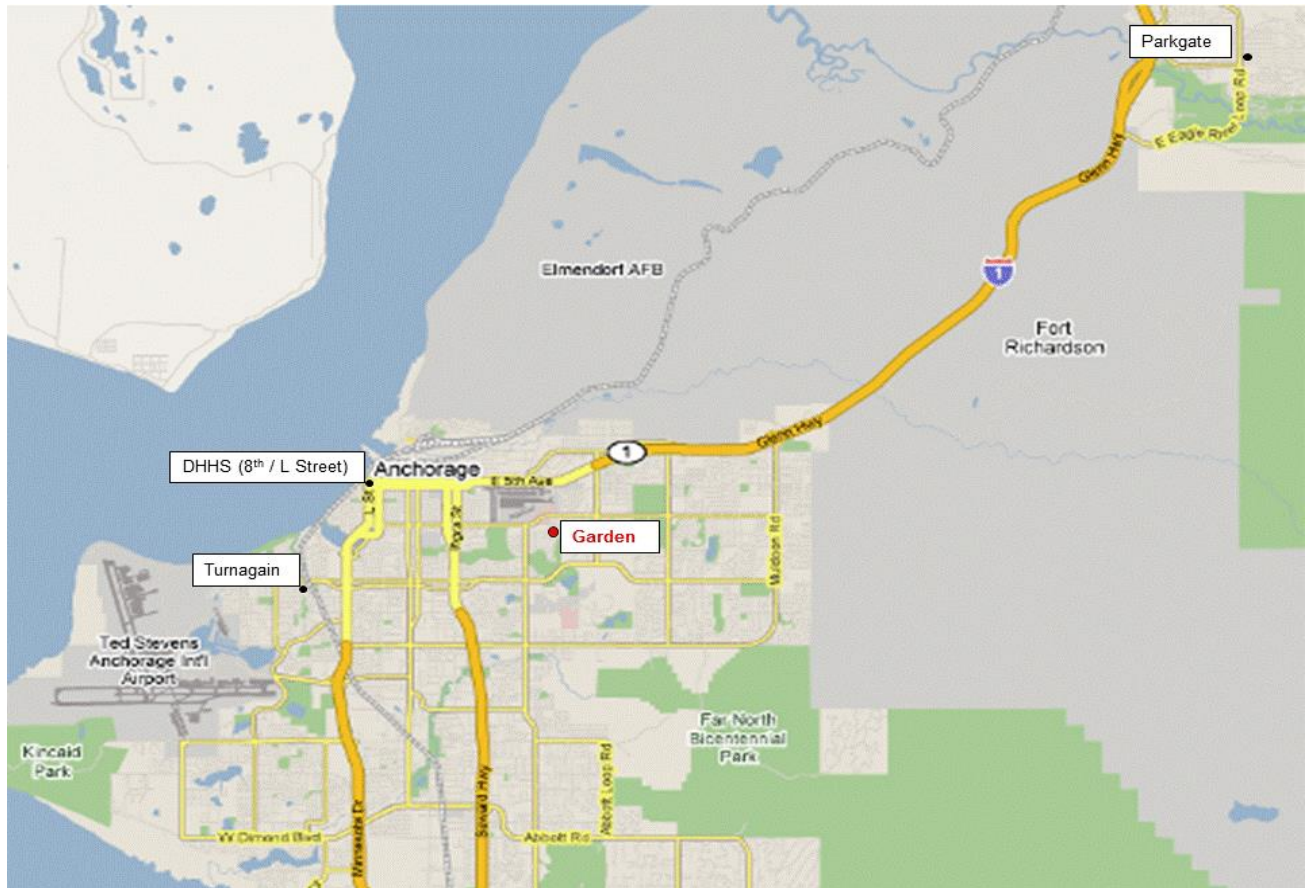 Parkgate
E Eagle River Loop Rd
Glenn Hwy
1
Elmendorf AFB
Fort
Richardson
Glenn Hwy
1
DHHS (8th / L Street)
Anchorage
E 5th Ave
L St
Ingra St
Garden
Muldoon Rd
Turnagain
Ted Stevens
Anchorage Int'l
Airport
Far North
Bicentennial
Park
Kincaid
Park
Minnesota Dr
Seward Hwy
Abbott Loop Rd
W Dimond Blvd
Abbott Rd